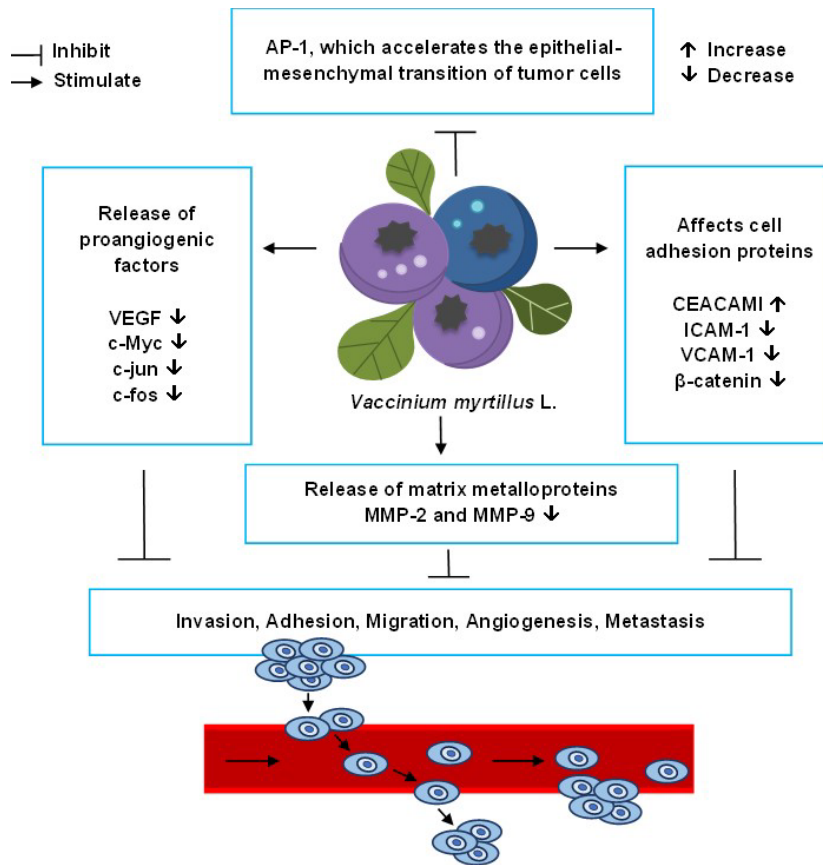 Inhibit
Stimulate
AP-1, which accelerates the epithelial-
mesenchymal transition of tumor cells
↑ Increase
↓ Decrease
Release of
proangiogenic
factors
VEGF ↓
c-Myc ↓
c-jun ↓
c-fos ↓
Affects cell
adhesion proteins
CEACAMI ↑
ICAM-1 ↓
VCAM-1 ↓
β-catenin ↓
Vaccinium myrtillus L.
Release of matrix metalloproteins
MMP-2 and MMP-9 ↓
Invasion, Adhesion, Migration, Angiogenesis, Metastasis